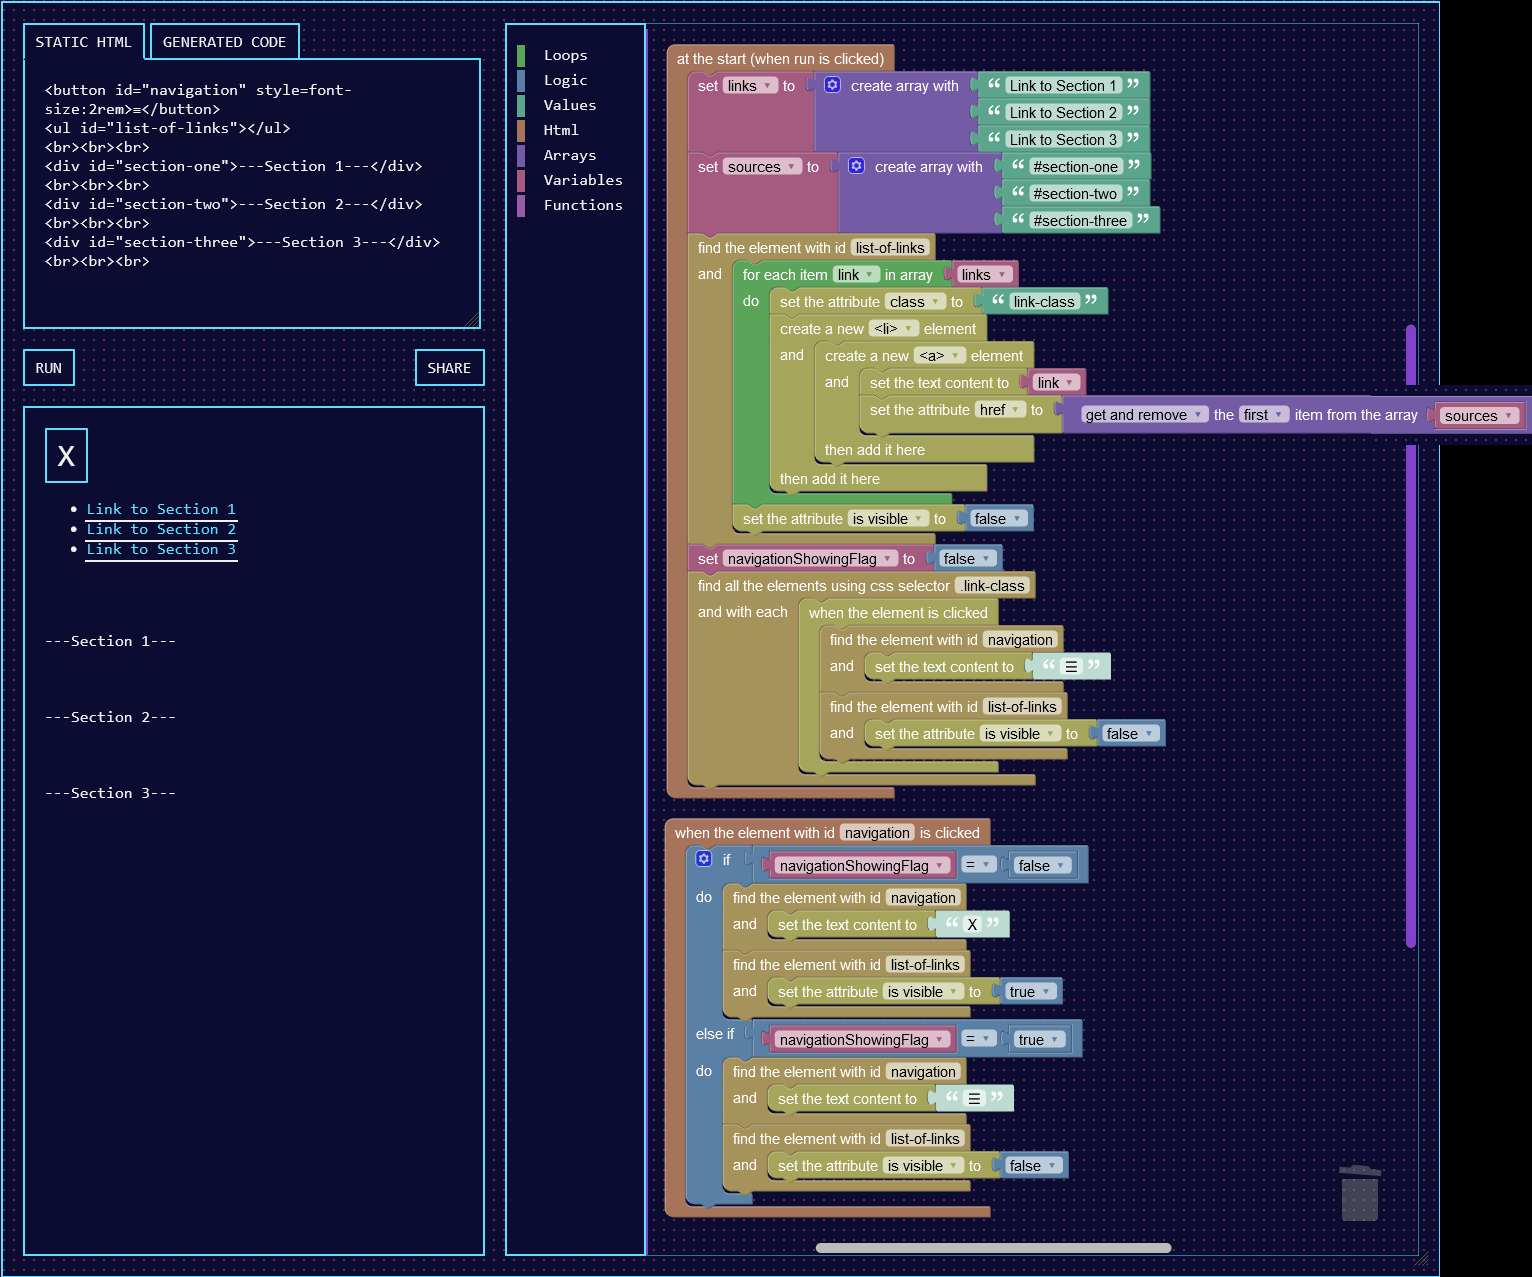 STATIC HTML
GENERATED CODE
<button id="navigation" style=font-
size:2rem>≡</button>
<ul id="list-of-links"></ul>
<br><br><br>
<div id="section-one">---Section 1---</div>
<br><br><br>
<div id="section-two">---Section 2---</div>
<br><br><br>
<div id="section-three">---Section 3---</div>
<br><br><br>
RUN
SHARE
X
Link to Section 1
Link to Section 2
Link to Section 3
---Section 1---
---Section 2---
---Section 3---
Loops
Logic
Values
Html
Arrays
Variables
Functions
at the start (when run is clicked)
set links to create array with “ Link to Section 1 ”
“ Link to Section 2 ”
“ Link to Section 3 ”
set sources to create array with “ #section-one ”
“ #section-two ”
“ #section-three ”
find the element with id list-of-links
and for each item link in array links
do set the attribute class to “ link-class ”
create a new <li> element
and create a new <a> element
and set the text content to link
set the attribute href to get and remove the first item from the array sources
then add it here
then add it here
set the attribute is visible to false
set navigationShowingFlag to false
find all the elements using css selector .link-class
and with each when the element is clicked
find the element with id navigation
and set the text content to “ ☰ ”
find the element with id list-of-links
and set the attribute is visible to false
when the element with id navigation is clicked
if navigationShowingFlag = false
do find the element with id navigation
and set the text content to “ X ”
find the element with id list-of-links
and set the attribute is visible to true
else if navigationShowingFlag = true
do find the element with id navigation
and set the text content to “ ☰ ”
find the element with id list-of-links
and set the attribute is visible to false